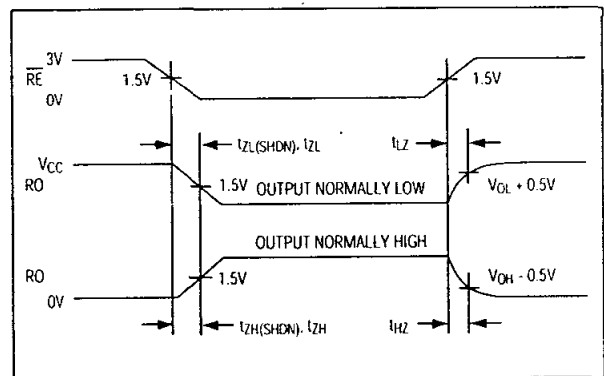 3V
RE
1.5V
1.5V
0V
tZL(SHDN), tZL
tLZ
VCC
RO
1.5V
OUTPUT NORMALLY LOW
VOL + 0.5V
OUTPUT NORMALLY HIGH
RO
1.5V
VOH - 0.5V
0V
tZH(SHDN), tZH
tHZ